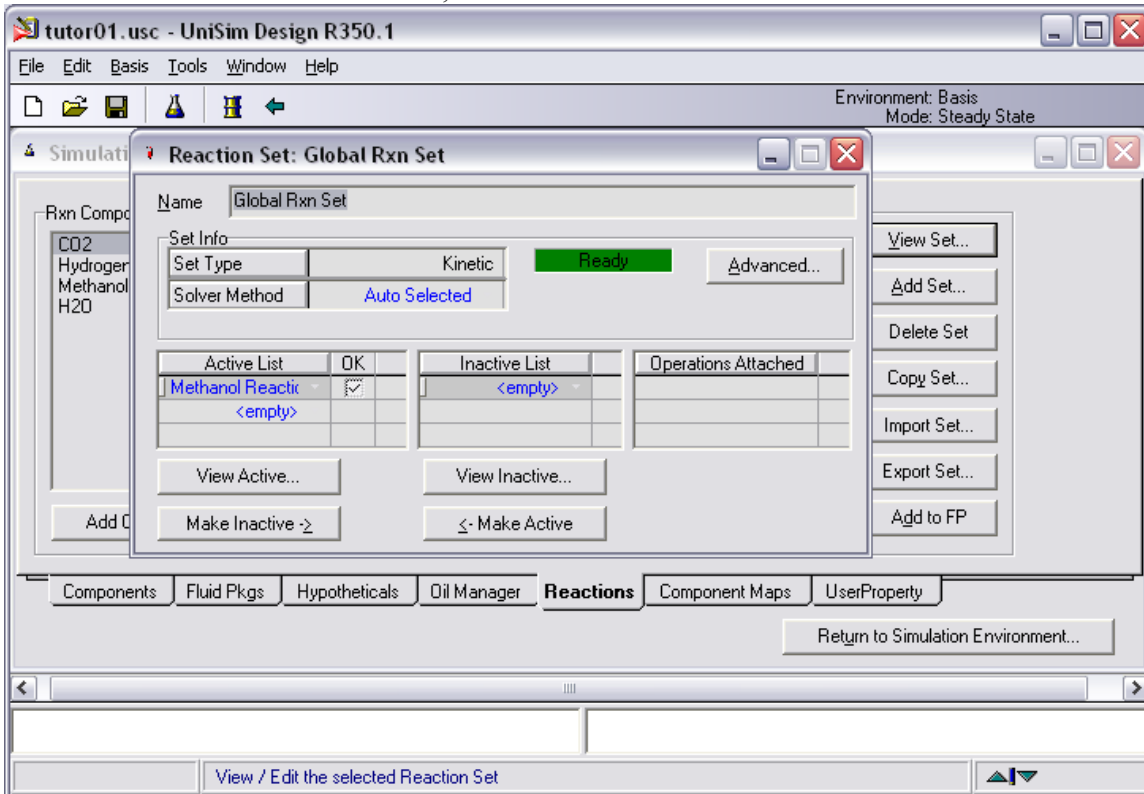 tutor01.usc - UniSim Design R350.1
File Edit Basis Tools Window Help
Environment: Basis
Mode: Steady State
Simulati
Reaction Set: Global Rxn Set
Name Global Rxn Set
Rxn Compo
CO2
Hydroger
Methanol
H2O
Set Info
Set Type Kinetic
Ready
Advanced...
Solver Method Auto Selected
Active List OK
Methanol Reactic
<empty>
Inactive List
<empty>
Operations Attached
View Active...
View Inactive...
Make Inactive ->
<- Make Active
Add C
View Set...
Add Set...
Delete Set
Copy Set...
Import Set...
Export Set...
Add to FP
Components Fluid Pkgs Hypotheticals Oil Manager Reactions Component Maps UserProperty
Return to Simulation Environment...
View / Edit the selected Reaction Set